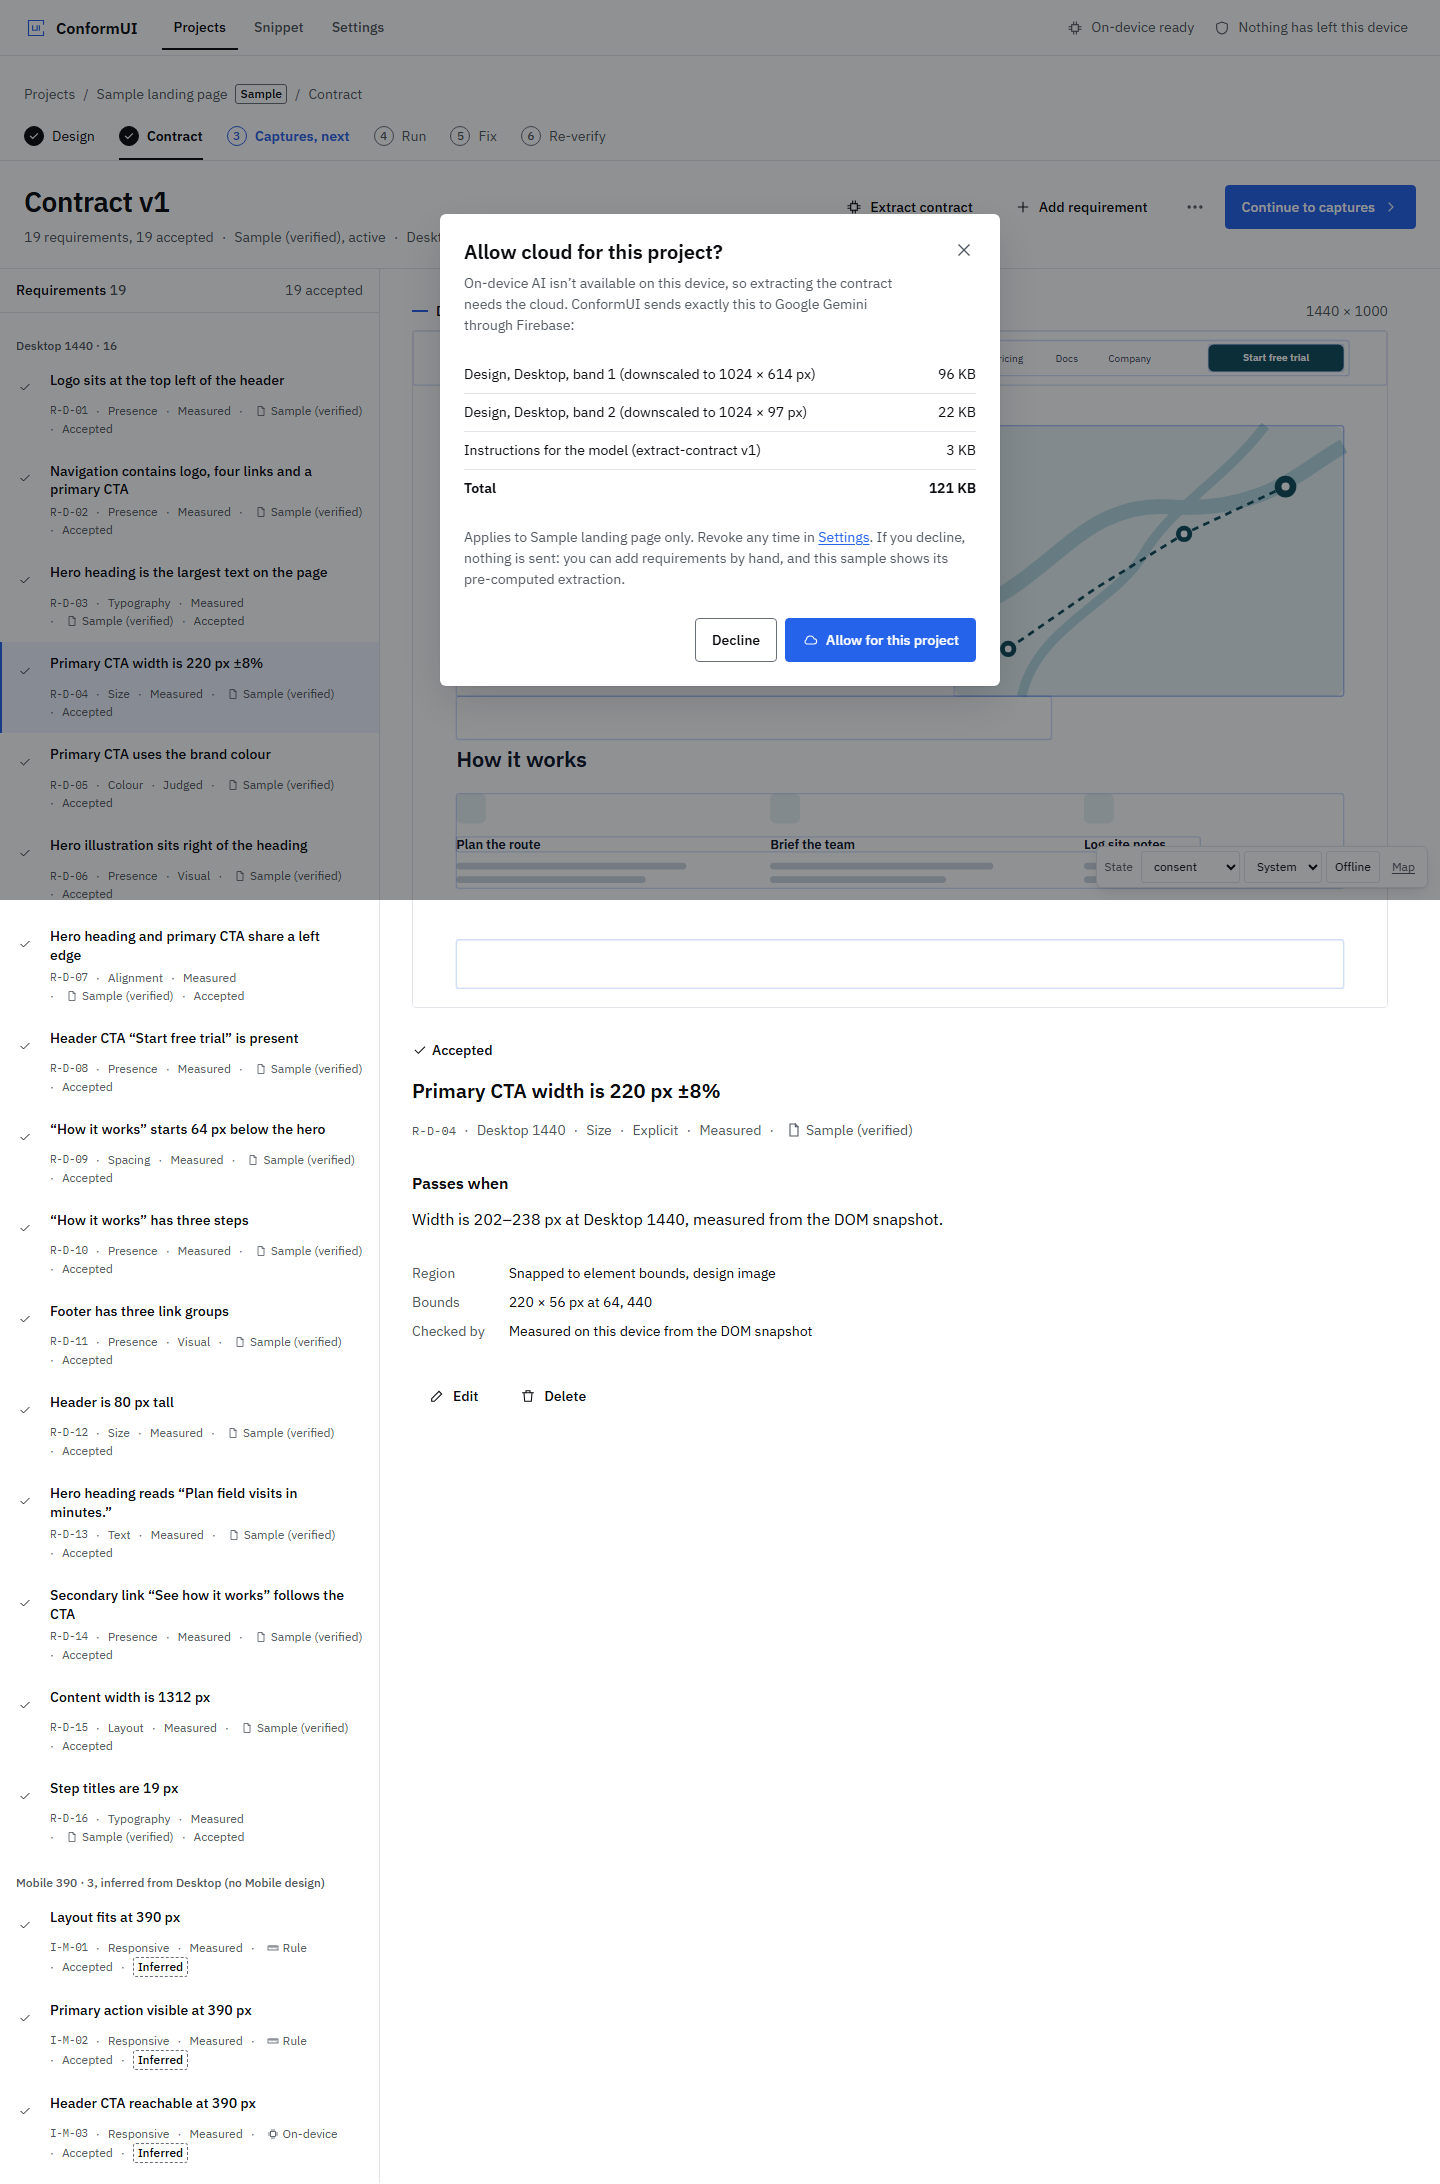 ConformUI
Projects
Snippet
Settings
On-device ready
Nothing has left this device
Projects / Sample landing page Sample / Contract
Design
Contract
3 Captures, next
4 Run
5 Fix
6 Re-verify
Contract v1
19 requirements, 19 accepted · Sample (verified), active ·
Extract contract
Add requirement
Continue to captures
Allow cloud for this project?
On-device AI isn’t available on this device, so extracting the contract
needs the cloud. ConformUI sends exactly this to Google Gemini
through Firebase:
Design, Desktop, band 1 (downscaled to 1024 × 614 px) 96 KB
Design, Desktop, band 2 (downscaled to 1024 × 97 px) 22 KB
Instructions for the model (extract-contract v1) 3 KB
Total 121 KB
Applies to Sample landing page only. Revoke any time in Settings. If you decline,
nothing is sent: you can add requirements by hand, and this sample shows its
pre-computed extraction.
Decline
Allow for this project
Requirements 19
19 accepted
Desktop 1440 · 16
Logo sits at the top left of the header
R-D-01 · Presence · Measured · Sample (verified)
· Accepted
Navigation contains logo, four links and a
primary CTA
R-D-02 · Presence · Measured · Sample (verified)
· Accepted
Hero heading is the largest text on the page
R-D-03 · Typography · Measured
· Sample (verified) · Accepted
Primary CTA width is 220 px ±8%
R-D-04 · Size · Measured · Sample (verified)
· Accepted
Primary CTA uses the brand colour
R-D-05 · Colour · Judged · Sample (verified)
· Accepted
Hero illustration sits right of the heading
R-D-06 · Presence · Visual · Sample (verified)
· Accepted
Hero heading and primary CTA share a left
edge
R-D-07 · Alignment · Measured
· Sample (verified) · Accepted
Header CTA “Start free trial” is present
R-D-08 · Presence · Measured · Sample (verified)
· Accepted
“How it works” starts 64 px below the hero
R-D-09 · Spacing · Measured · Sample (verified)
· Accepted
“How it works” has three steps
R-D-10 · Presence · Measured · Sample (verified)
· Accepted
Footer has three link groups
R-D-11 · Presence · Visual · Sample (verified)
· Accepted
Header is 80 px tall
R-D-12 · Size · Measured · Sample (verified)
· Accepted
Hero heading reads “Plan field visits in
minutes.”
R-D-13 · Text · Measured · Sample (verified)
· Accepted
Secondary link “See how it works” follows the
CTA
R-D-14 · Presence · Measured · Sample (verified)
· Accepted
Content width is 1312 px
R-D-15 · Layout · Measured · Sample (verified)
· Accepted
Step titles are 19 px
R-D-16 · Typography · Measured
· Sample (verified) · Accepted
Mobile 390 · 3, inferred from Desktop (no Mobile design)
Layout fits at 390 px
I-M-01 · Responsive · Measured · Rule
· Accepted · Inferred
Primary action visible at 390 px
I-M-02 · Responsive · Measured · Rule
· Accepted · Inferred
Header CTA reachable at 390 px
I-M-03 · Responsive · Measured · On-device
· Accepted · Inferred
1440 × 1000
Docs
Company
Start free trial
How it works
Plan the route
Brief the team
Log site notes
State consent System Offline Map
Accepted
Primary CTA width is 220 px ±8%
R-D-04 · Desktop 1440 · Size · Explicit · Measured · Sample (verified)
Passes when
Width is 202–238 px at Desktop 1440, measured from the DOM snapshot.
Region Snapped to element bounds, design image
Bounds 220 × 56 px at 64, 440
Checked by Measured on this device from the DOM snapshot
Edit
Delete